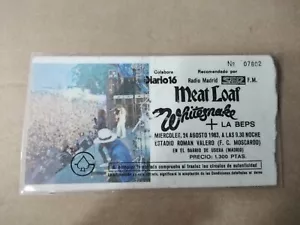 Nº 07602
Colabora
Diario16
Recomendado por
Radio Madrid SER F.M.
Meat Loaf
Whitesnake
+ LA BEPS
MIERCOLES, 24 AGOSTO 1983, A LAS 9.30 NOCHE
ESTADIO ROMAN VALERO (F. C. MOSCARDO)
EN EL BARRIO DE USERA (MADRID)
PRECIO: 1.300 PTAS.